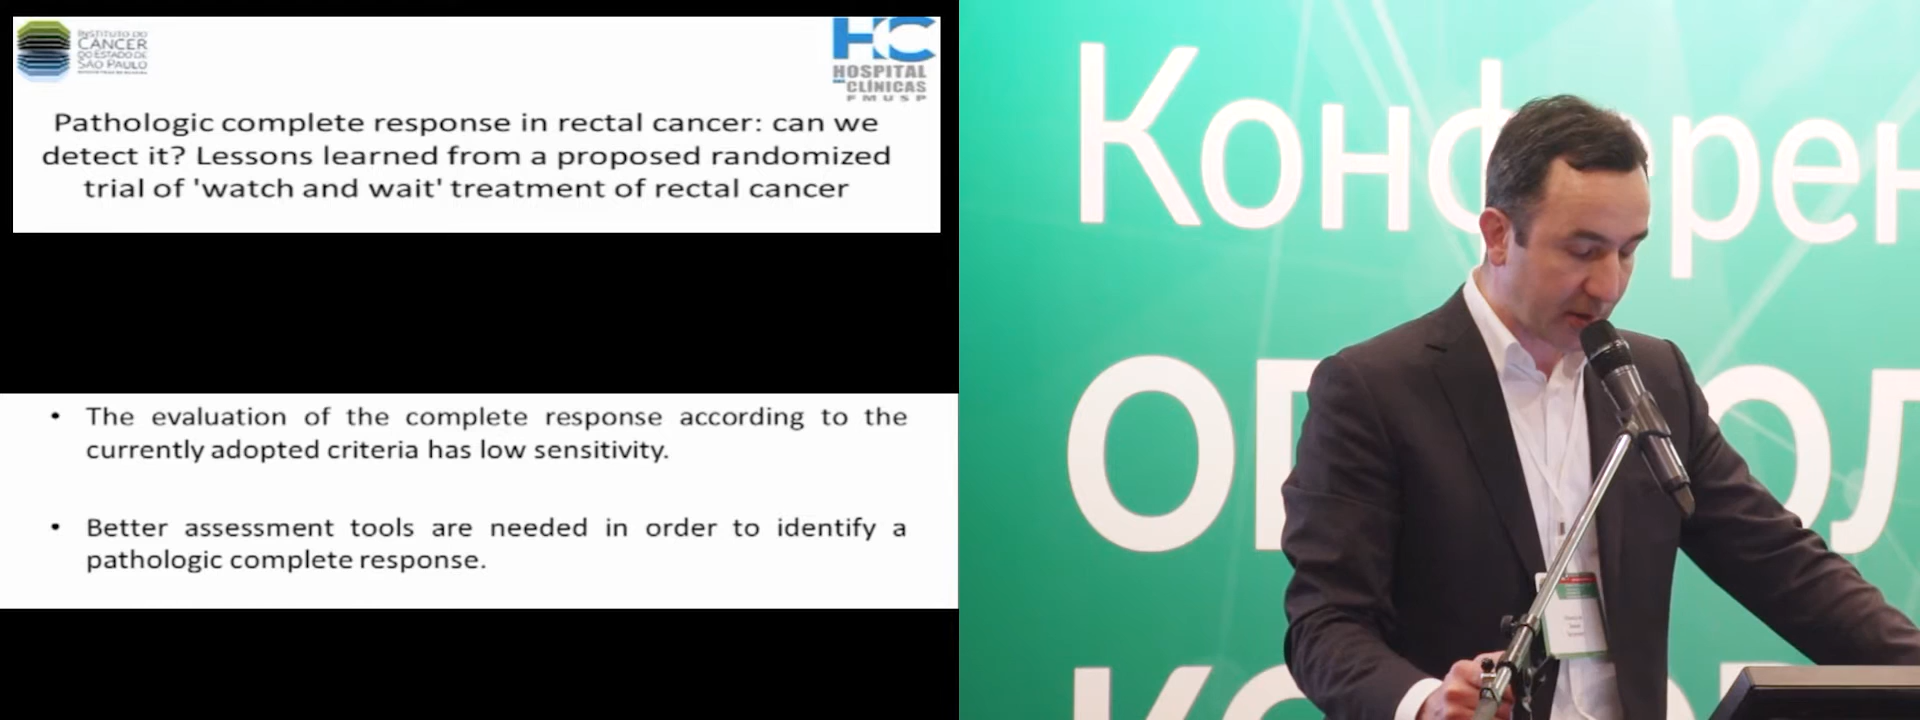 INSTITUTO DO
CÂNCER
DO ESTADO DE
SÃO PAULO
HC
HOSPITAL
DAS CLÍNICAS
FMUSP
Pathologic complete response in rectal cancer: can we
detect it? Lessons learned from a proposed randomized
trial of 'watch and wait' treatment of rectal cancer
• The evaluation of the complete response according to the
currently adopted criteria has low sensitivity.
• Better assessment tools are needed in order to identify a
pathologic complete response.